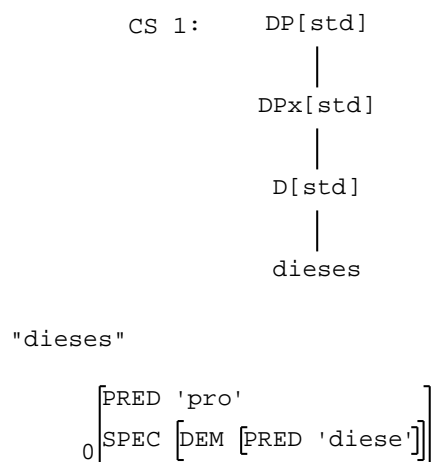 CS 1: DP[std]
DPx[std]
D[std]
dieses
"dieses"
PRED 'pro'
SPEC [DEM [PRED 'diese']]
0